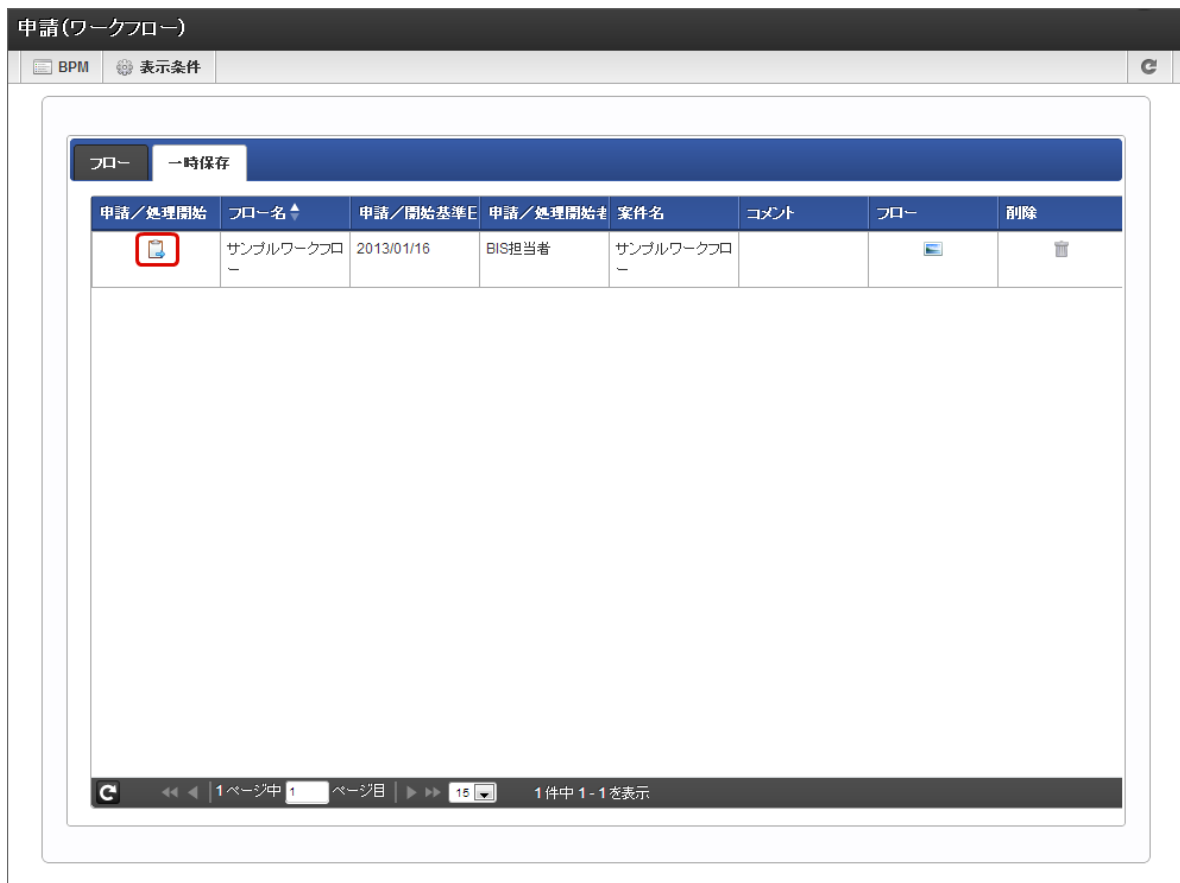 申請(ワークフロー)
BPM 表示条件
フロー 一時保存
申請／処理開始 フロー名 申請／開始基準日 申請／処理開始者 案件名 コメント フロー 削除
サンプルワークフロ 2013/01/16 BIS担当者 サンプルワークフロ
ー ー
1 ページ中 1 ページ目 15 1 件中 1 - 1 を表示